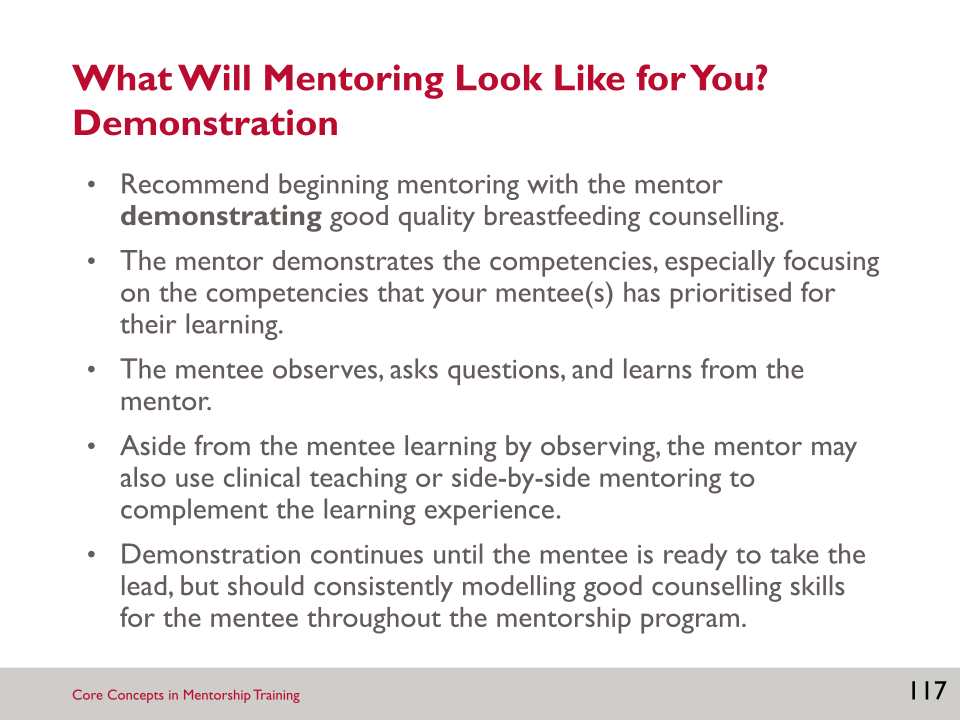 What Will Mentoring Look Like for You?
Demonstration
• Recommend beginning mentoring with the mentor
demonstrating good quality breastfeeding counselling.
• The mentor demonstrates the competencies, especially focusing
on the competencies that your mentee(s) has prioritised for
their learning.
• The mentee observes, asks questions, and learns from the
mentor.
• Aside from the mentee learning by observing, the mentor may
also use clinical teaching or side-by-side mentoring to
complement the learning experience.
• Demonstration continues until the mentee is ready to take the
lead, but should consistently modelling good counselling skills
for the mentee throughout the mentorship program.
Core Concepts in Mentorship Training
117